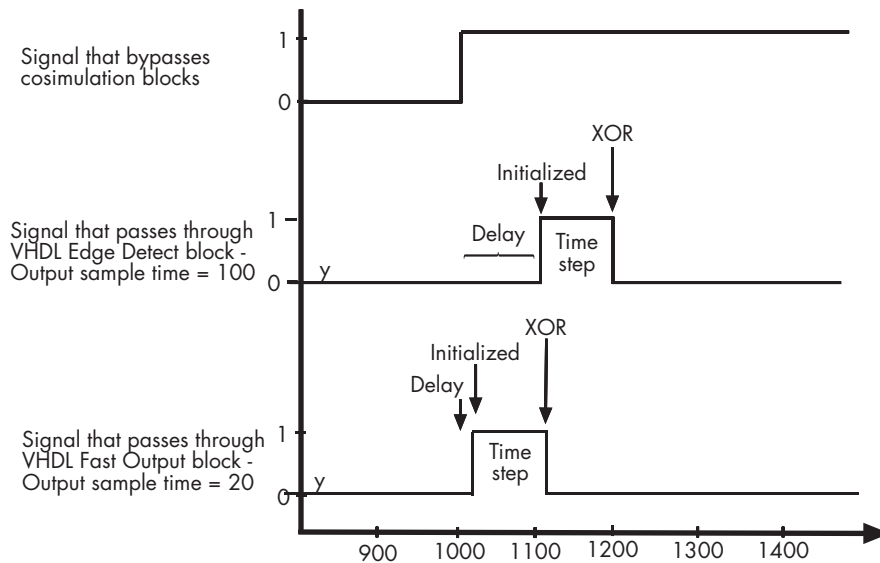 Signal that bypasses
cosimulation blocks
1
0
XOR
Initialized
Signal that passes through
VHDL Edge Detect block -
Output sample time = 100
1
Delay
Time
step
0
y
XOR
Initialized
Delay
Signal that passes through
VHDL Fast Output block -
Output sample time = 20
1
Time
step
0
y
900
1000
1100
1200
1300
1400